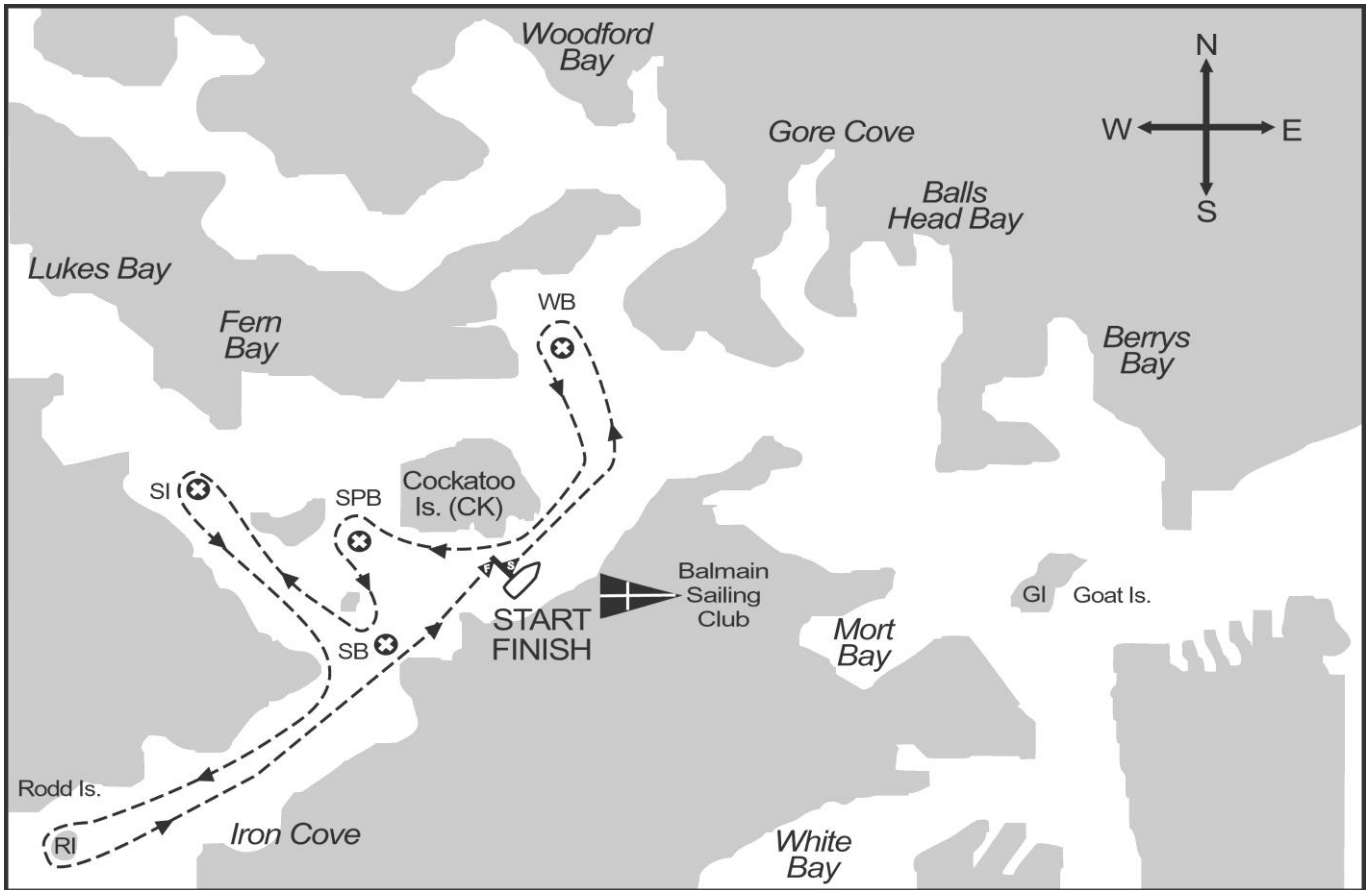 Woodford
Bay
N
W
E
S
Gore Cove
Balls
Head Bay
Lukes Bay
Fern
Bay
WB
Berrys
Bay
SI
SPB
Cockatoo
Is. (CK)
F
S
START
FINISH
Balmain
Sailing
Club
GI
Goat Is.
Mort
Bay
SB
Rodd Is.
RI
Iron Cove
White
Bay